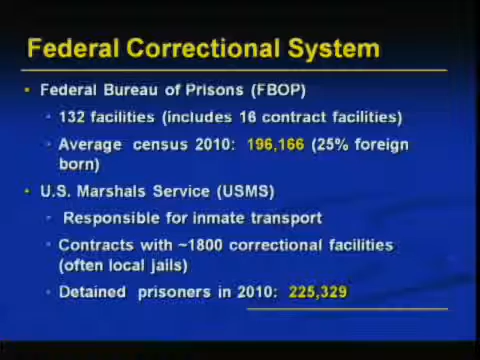 Federal Correctional System
• Federal Bureau of Prisons (FBOP)
• 132 facilities (includes 16 contract facilities)
• Average census 2010: 196,166 (25% foreign
born)
• U.S. Marshals Service (USMS)
• Responsible for inmate transport
• Contracts with ~1800 correctional facilities
(often local jails)
• Detained prisoners in 2010: 225,329